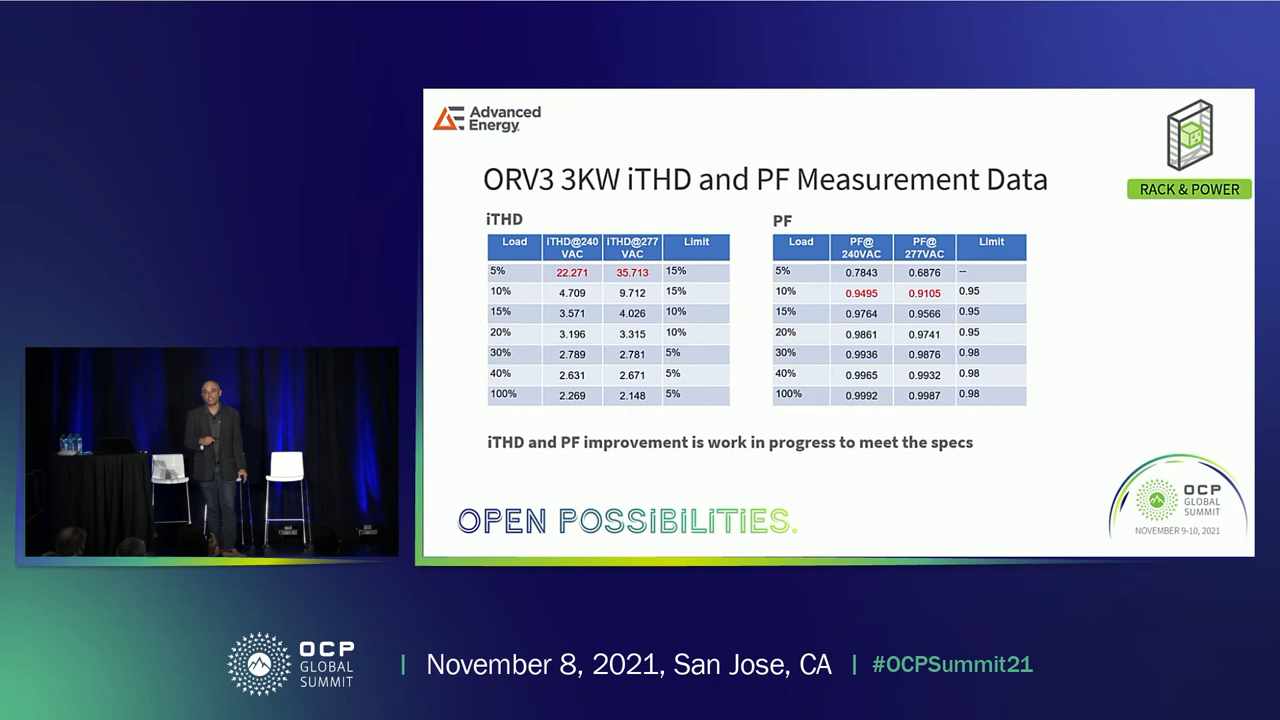 Advanced
Energy
RACK & POWER
ORV3 3KW iTHD and PF Measurement Data
iTHD
Load iTHD@240 VAC iTHD@277 VAC Limit
5% 22.271 35.713 15%
10% 4.709 9.712 15%
15% 3.571 4.026 10%
20% 3.196 3.315 10%
30% 2.789 2.781 5%
40% 2.631 2.671 5%
100% 2.269 2.148 5%
PF
Load PF@ 240VAC PF@ 277VAC Limit
5% 0.7843 0.6876 --
10% 0.9495 0.9105 0.95
15% 0.9764 0.9566 0.95
20% 0.9861 0.9741 0.95
30% 0.9936 0.9876 0.98
40% 0.9965 0.9932 0.98
100% 0.9992 0.9987 0.98
iTHD and PF improvement is work in progress to meet the specs
OPEN POSSIBILITIES.
OCP
GLOBAL
SUMMIT
NOVEMBER 9-10, 2021
OCP
GLOBAL
SUMMIT
| November 8, 2021, San Jose, CA | #OCPSummit21